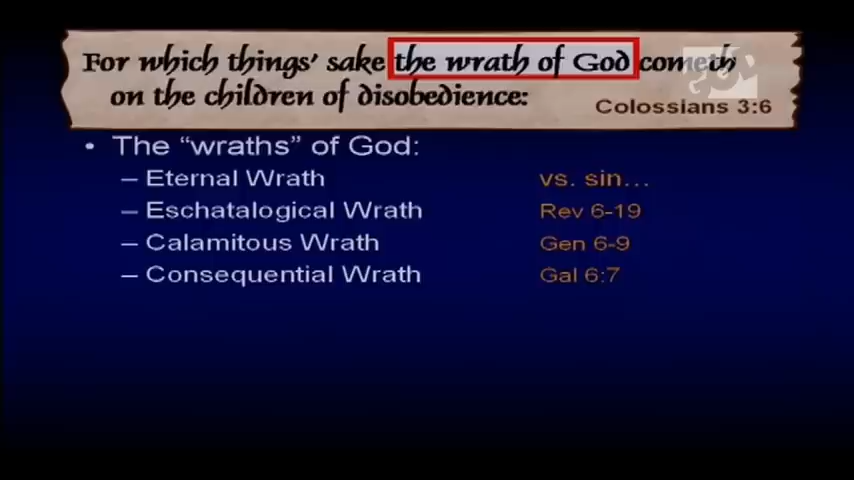 For which things' sake the wrath of God cometh
on the children of disobedience:
Colossians 3:6
• The “wraths” of God:
– Eternal Wrath vs. sin...
– Eschatalogical Wrath Rev 6-19
– Calamitous Wrath Gen 6-9
– Consequential Wrath Gal 6:7